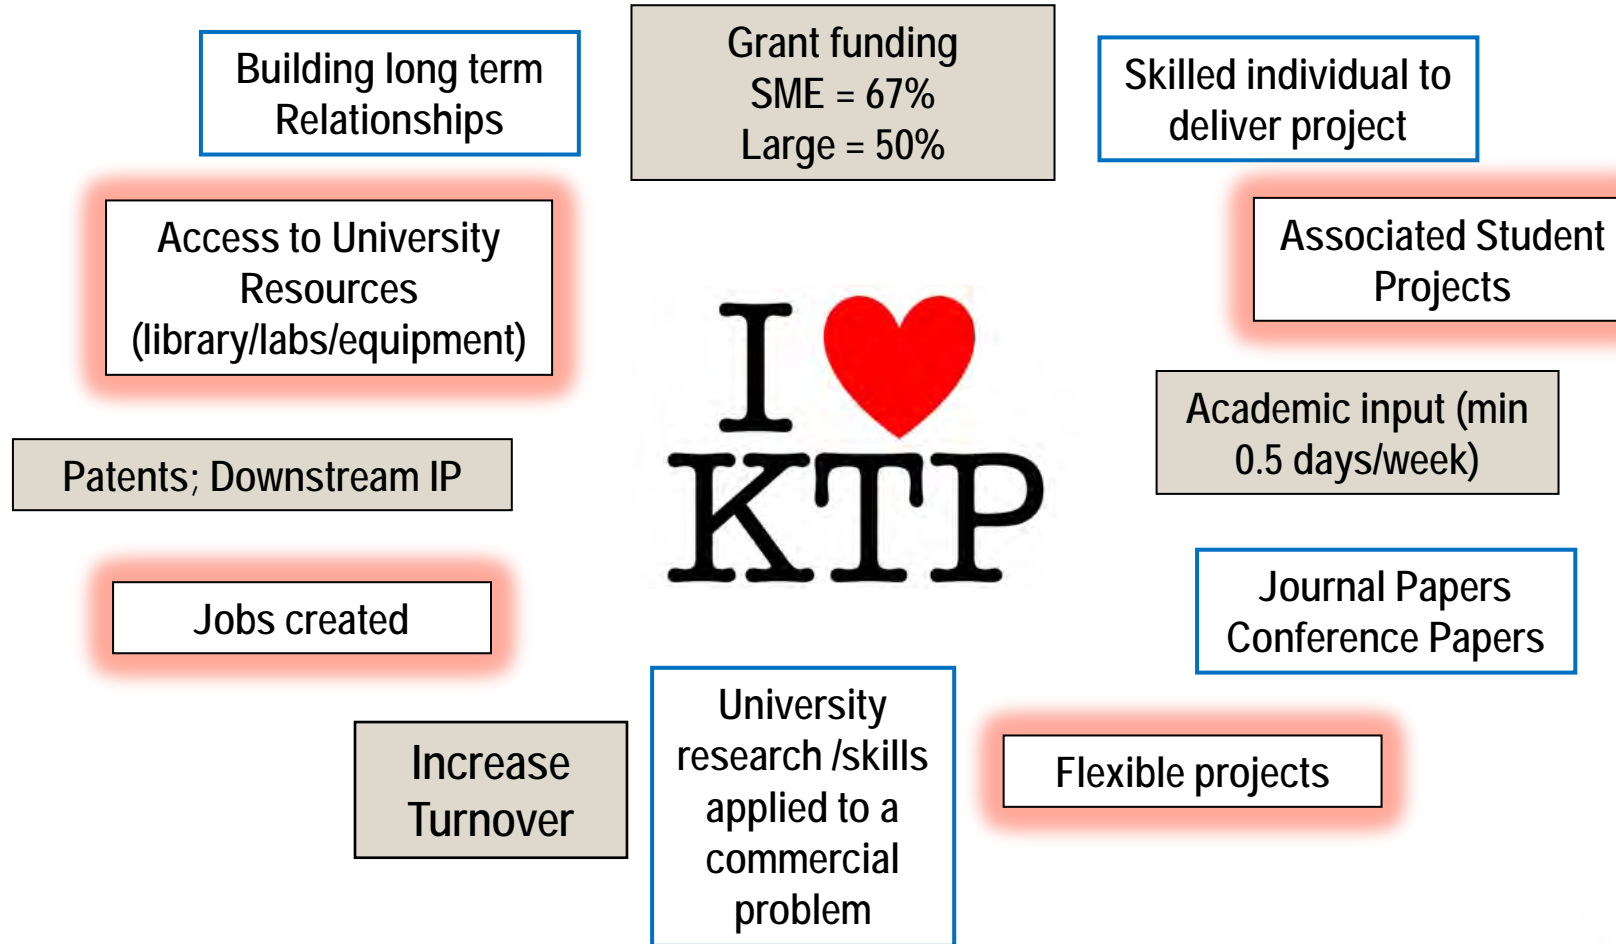 Building long term
Relationships
Grant funding
SME = 67%
Large = 50%
Skilled individual to
deliver project
Access to University
Resources
(library/labs/equipment)
Associated Student
Projects
I
KTP
Academic input (min
0.5 days/week)
Patents; Downstream IP
Jobs created
Journal Papers
Conference Papers
Increase
Turnover
University
research /skills
applied to a
commercial
problem
Flexible projects